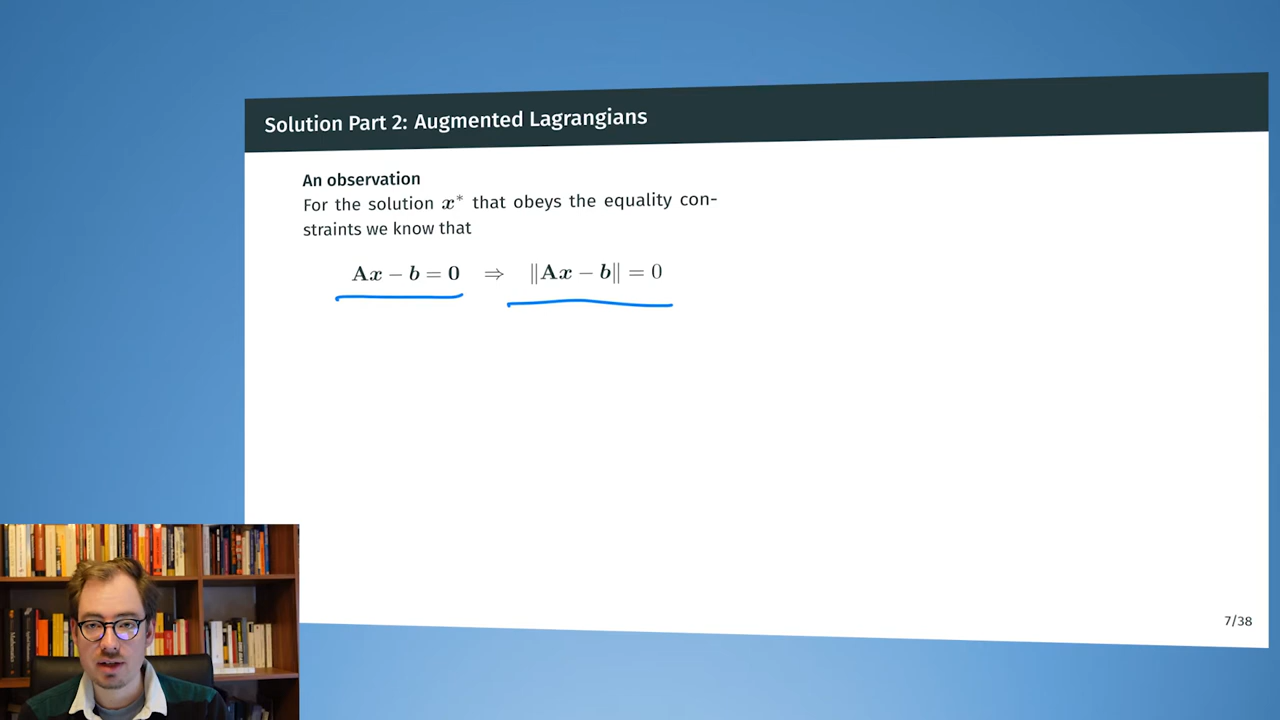 Solution Part 2: Augmented Lagrangians
An observation
For the solution x* that obeys the equality con-
straints we know that
Ax − b = 0 ⇒ ‖Ax − b‖ = 0
7/38